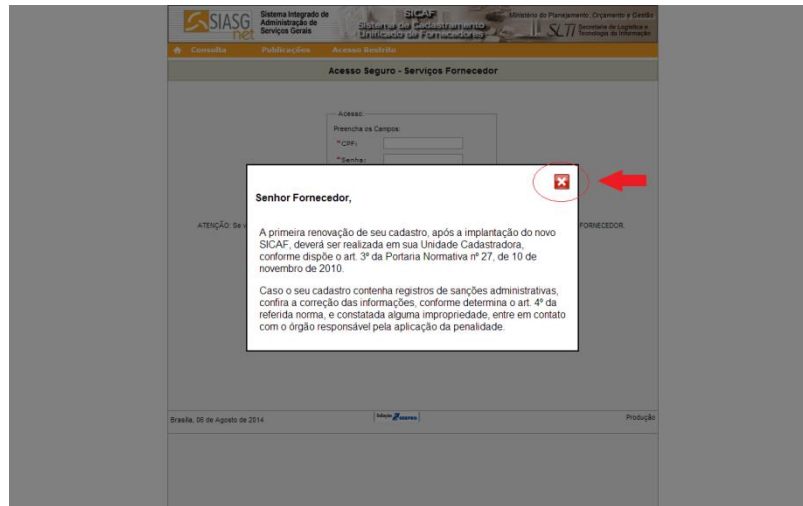 SIASG
net
Sistema Integrado de
Administração de
Serviços Gerais
SICAF
Sistema de Cadastramento
Unificado de Fornecedores
Ministério do Planejamento, Orçamento e Gestão
SLTI
Secretaria de Logística e
Tecnologia da Informação
Consulta Publicações Acesso Restrito
Acesso Seguro - Serviços Fornecedor
Acesso
Preencha os Campos:
*CPF:
*Senha:
Senhor Fornecedor,
ATENÇÃO: Se v
FORNECEDOR.
A primeira renovação de seu cadastro, após a implantação do novo
SICAF, deverá ser realizada em sua Unidade Cadastradora,
conforme dispõe o art. 3º da Portaria Normativa nº 27, de 10 de
novembro de 2010.
Caso o seu cadastro contenha registros de sanções administrativas,
confira a correção das informações, conforme determina o art. 4º da
referida norma, e constatada alguma impropriedade, entre em contato
com o órgão responsável pela aplicação da penalidade.
Brasília, 06 de Agosto de 2014
Solução SERPRO
Produção